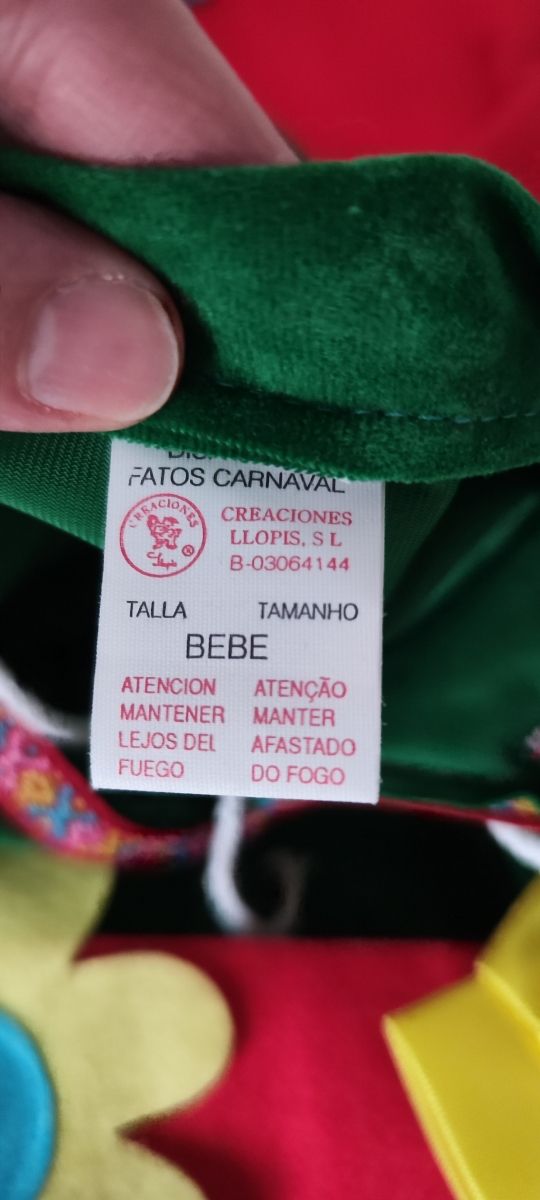 FATOS CARNAVAL
CREACIONES
Llopis
®
CREACIONES
LLOPIS, S L
B-03064144
TALLA TAMANHO
BEBE
ATENCION
MANTENER
LEJOS DEL
FUEGO
ATENÇÃO
MANTER
AFASTADO
DO FOGO